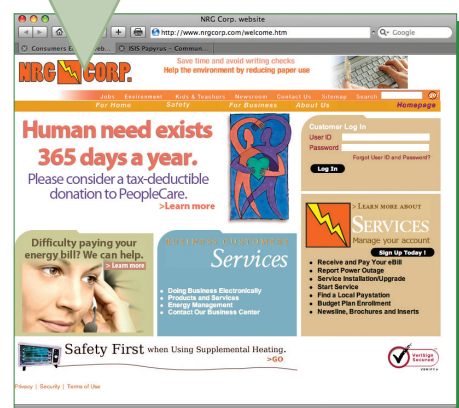 NRG Corp. website
http://www.nrgcorp.com/welcome.htm
Google
Consumers E... eb... ISIS Papyrus – Commun...
NRG CORP.
Save time and avoid writing checks
Help the environment by reducing paper use
Jobs Environment Kids & Teachers Newsroom Contact Us Sitemap Search
For Home Safety For Business About Us Homepage
Human need exists
365 days a year.
Please consider a tax-deductible
donation to PeopleCare.
>Learn more
Customer Log In
User ID
Password
Forgot User ID and Password?
Log In
Difficulty paying your
energy bill? We can help.
> Learn more
BUSINESS CUSTOMER
Services
Doing Business Electronically
Products and Services
Energy Management
Contact Our Business Center
> LEARN MORE ABOUT
SERVICES
Manage your account
Sign Up Today !
Receive and Pay Your eBill
Report Power Outage
Service Installation/Upgrade
Start Service
Find a Local Paystation
Budget Plan Enrollment
Newsline, Brochures and Inserts
Safety First when Using Supplemental Heating.
>GO
VeriSign
Secured
VERIFY
Privacy | Security | Terms of Use